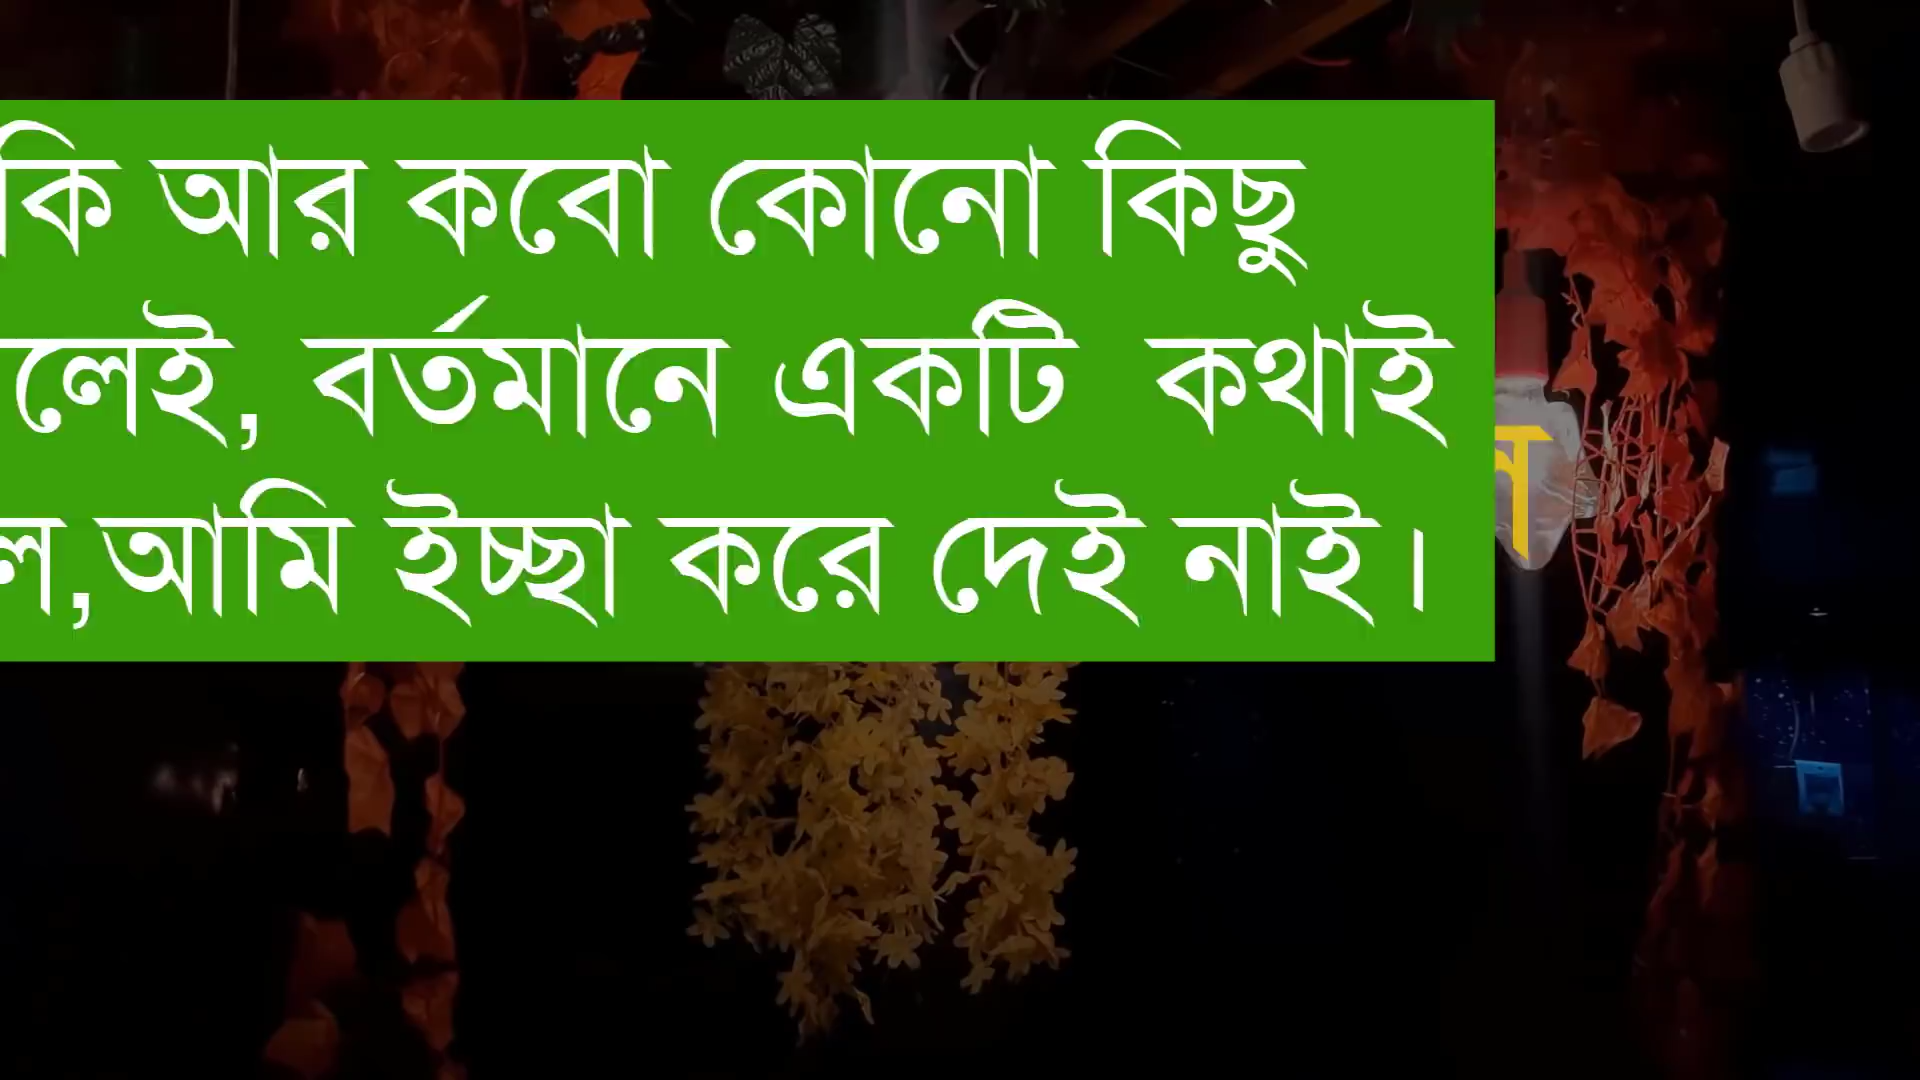 কি আর কবো কোনো কিছু
লেই, বর্তমানে একটি কথাই
ল,আমি ইচ্ছা করে দেই নাই।